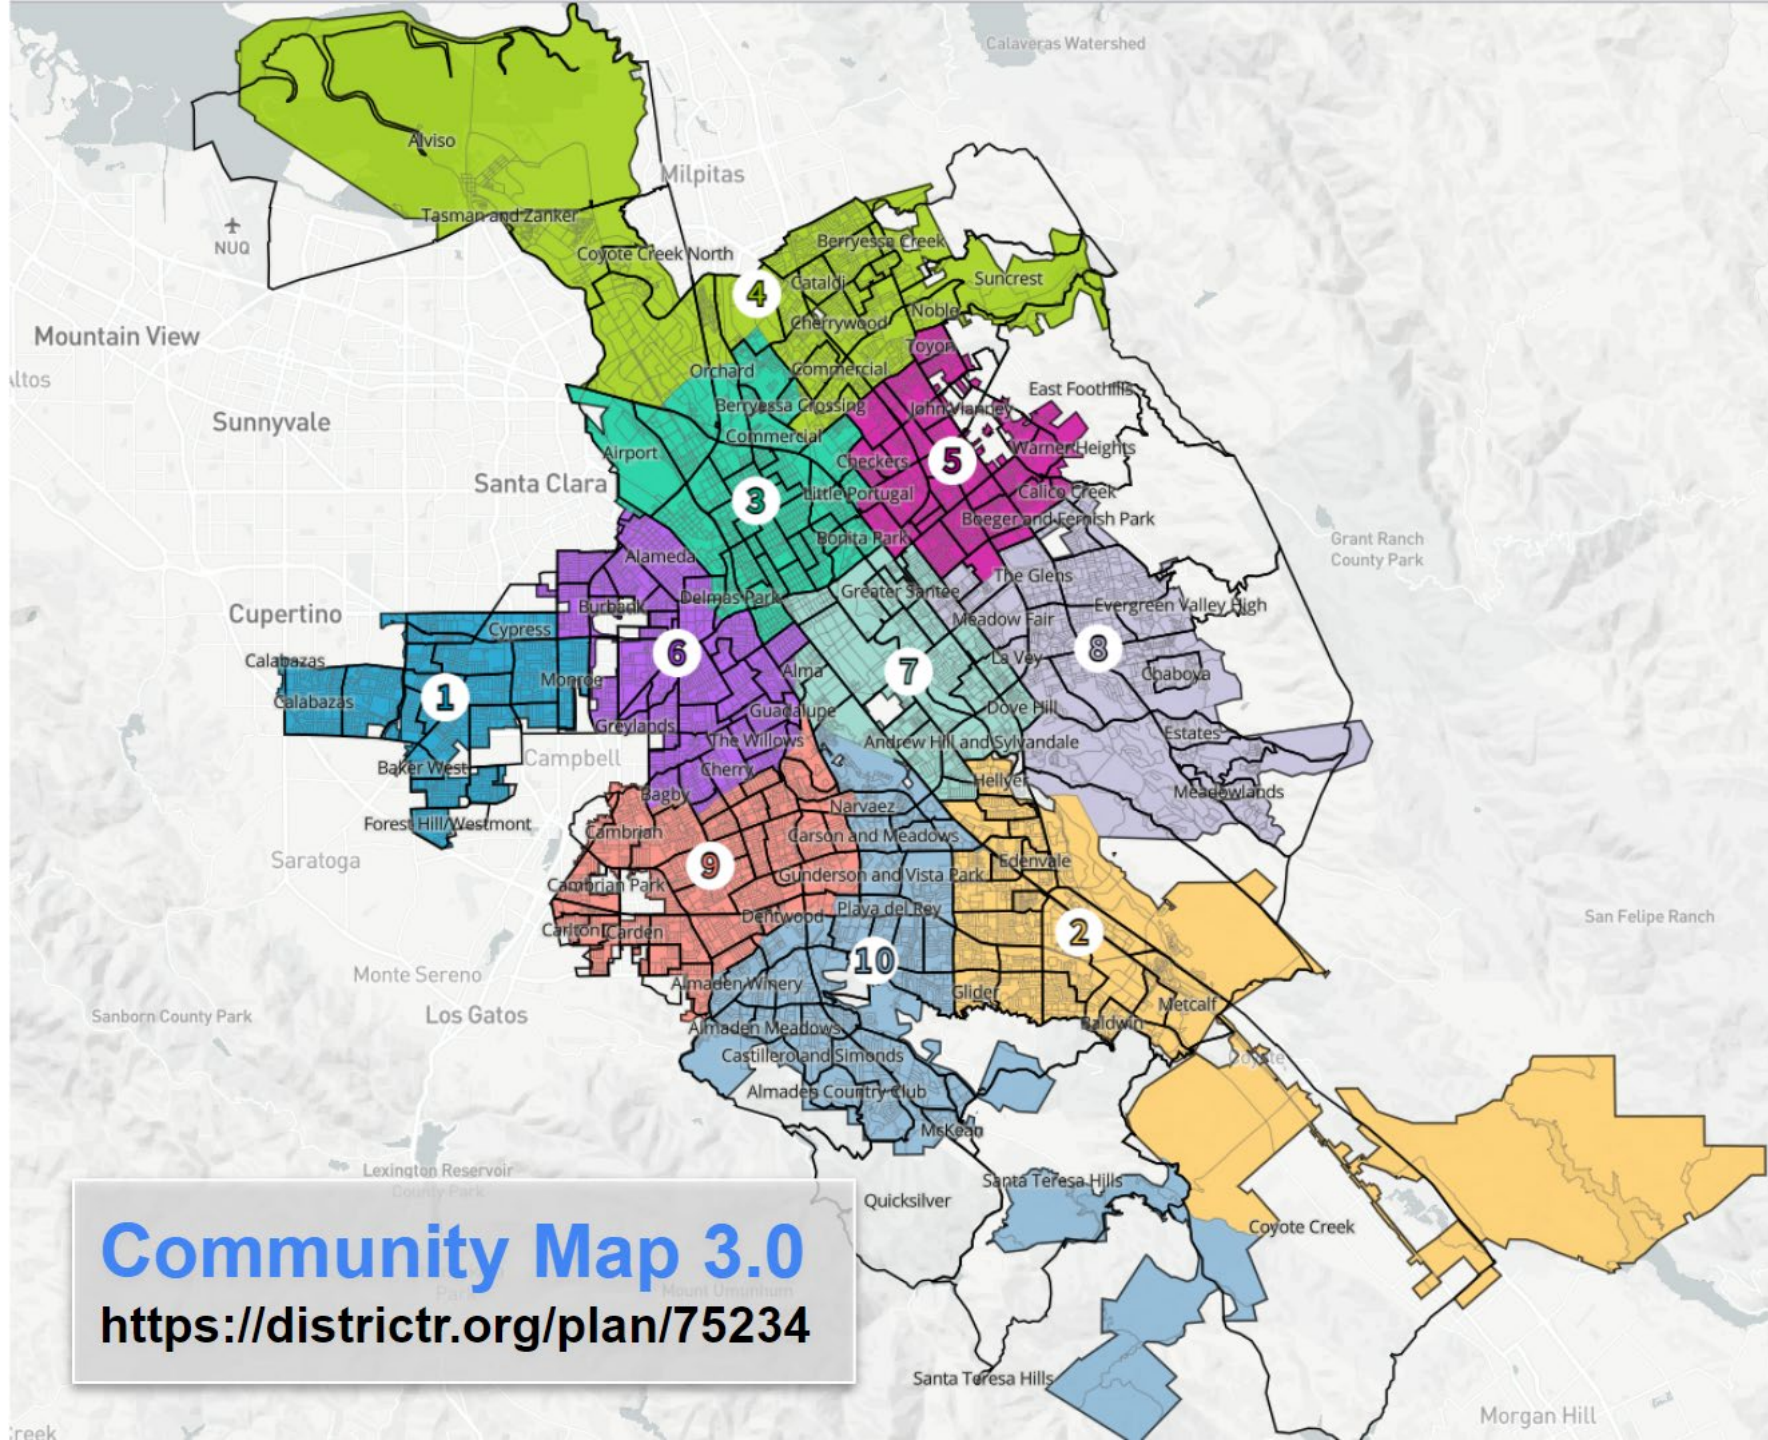 Calaveras Watershed
Alviso
Milpitas
Tasman and Zanker
NUQ
Coyote Creek North
Berryessa Creek
Suncrest
4
Cataldi
Noble
Cherrywood
Mountain View
Toyon
Orchard
Commercial
East Foothills
Altos
Berryessa Crossing
John Vianney
Sunnyvale
Commercial
Warner Heights
Airport
Checkers
5
Santa Clara
3
Little Portugal
Calico Creek
Boeger and Fernish Park
Bonita Park
Grant Ranch
County Park
Alameda
The Glens
Greater Santee
Delmas Park
Burbank
Evergreen Valley High
Cupertino
Meadow Fair
Cypress
6
8
La Vey
Calabazas
Alma
7
Chaboya
Monroe
Calabazas
1
Dove Hill
Guadalupe
Greylands
Estates
The Willows
Andrew Hill and Sylvandale
Campbell
Baker West
Cherry
Hellyer
Bagby
Meadowlands
Narvaez
Forest Hill/Westmont
Cambrian
Carson and Meadows
Saratoga
9
Edenvale
Gunderson and Vista Park
Cambrian Park
Playa del Rey
Dentwood
San Felipe Ranch
Carlton
Carden
2
10
Monte Sereno
Almaden Winery
Glider
Metcalf
Sanborn County Park
Los Gatos
Baldwin
Almaden Meadows
Castillero and Simonds
Coyote
Almaden Country Club
McKean
Lexington Reservoir
County Park
Santa Teresa Hills
Quicksilver
Coyote Creek
Community Map 3.0
Mount Umunhum
https://districtr.org/plan/75234
Santa Teresa Hills
Morgan Hill
Creek